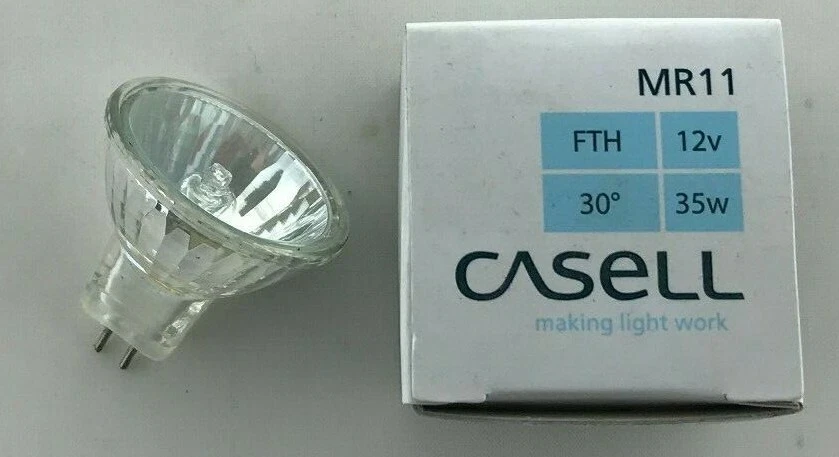 MR11
FTH 12v
30° 35w
CASELL
making light work